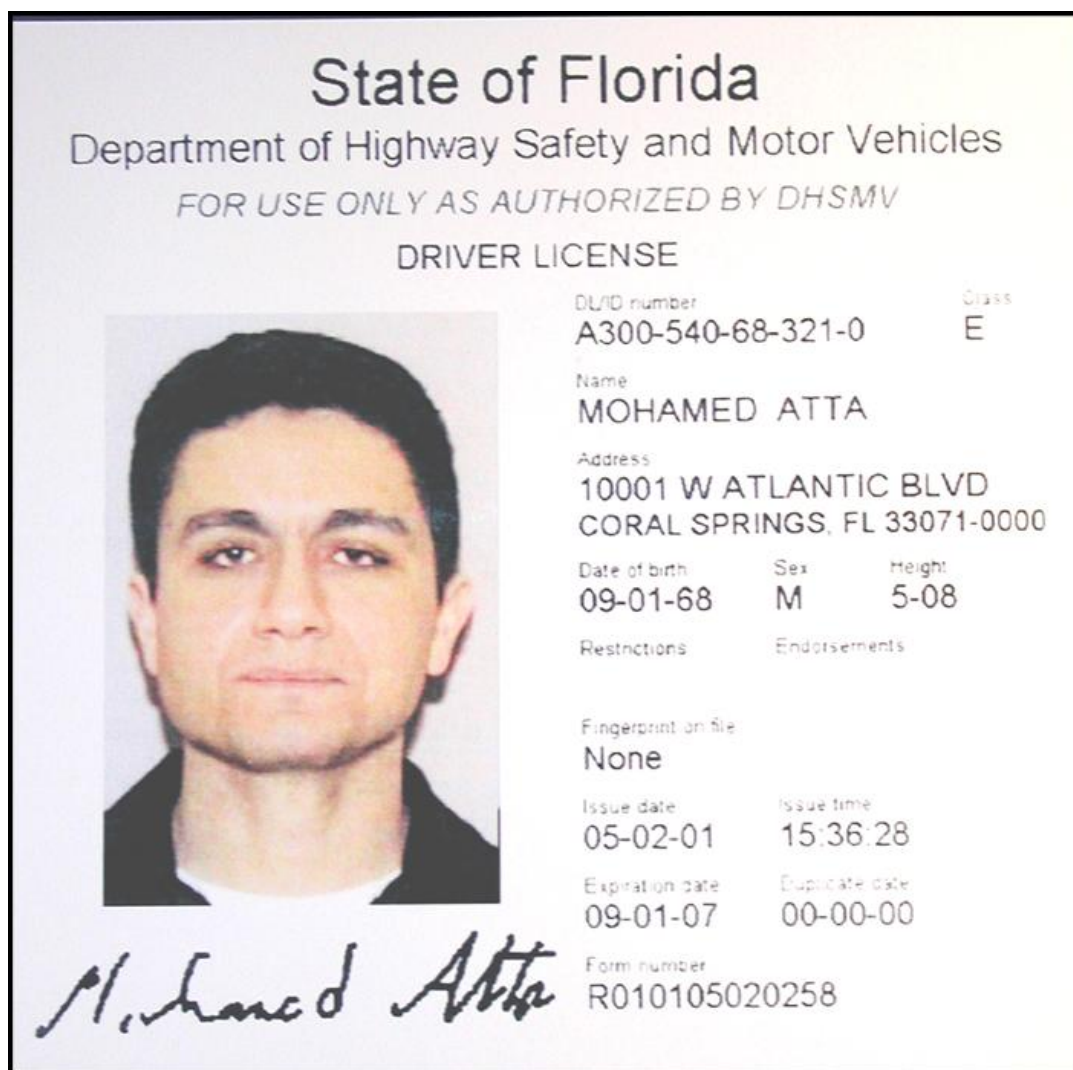 State of Florida
Department of Highway Safety and Motor Vehicles
FOR USE ONLY AS AUTHORIZED BY DHSMV
DRIVER LICENSE
DL/ID number Class
A300-540-68-321-0 E
Name
MOHAMED ATTA
Address
10001 W ATLANTIC BLVD
CORAL SPRINGS, FL 33071-0000
Date of birth Sex Height
09-01-68 M 5-08
Restrictions Endorsements
Fingerprint on file
None
Issue date Issue time
05-02-01 15:36:28
Expiration date Duplicate date
09-01-07 00-00-00
Form number
R010105020258
Mohamed Atta